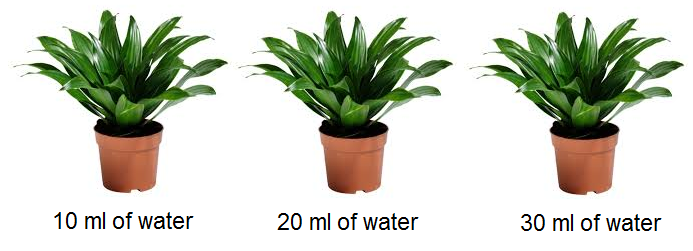 10 ml of water
20 ml of water
30 ml of water